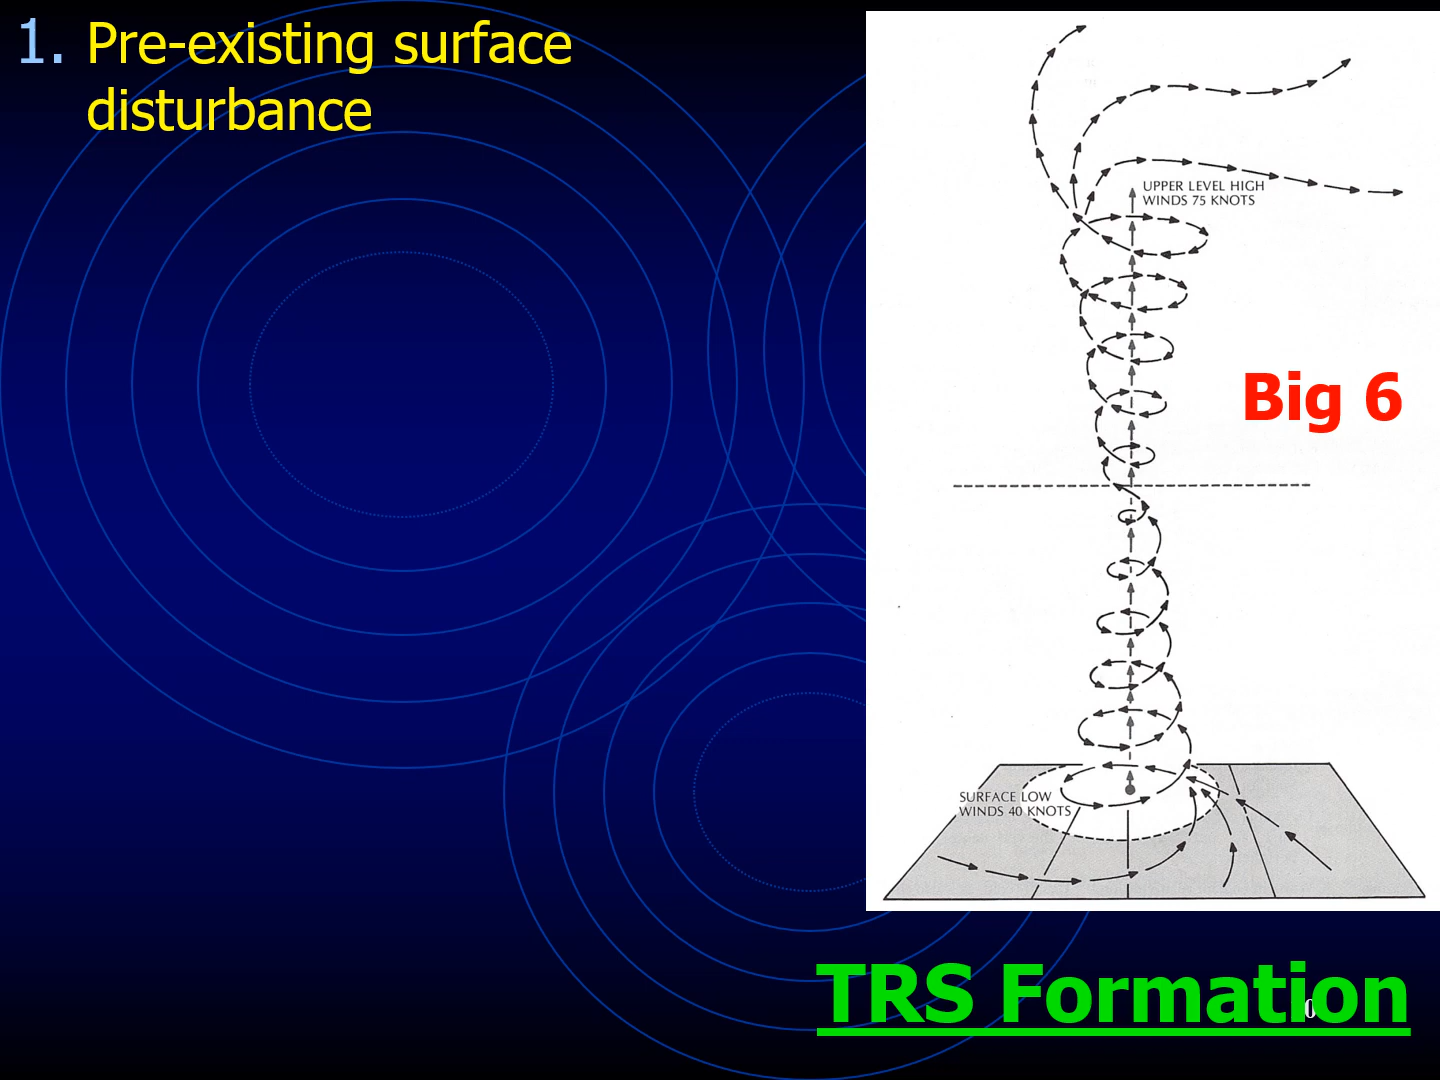 1. Pre-existing surface
disturbance
UPPER LEVEL HIGH
WINDS 75 KNOTS
Big 6
SURFACE LOW
WINDS 40 KNOTS
TRS Formation